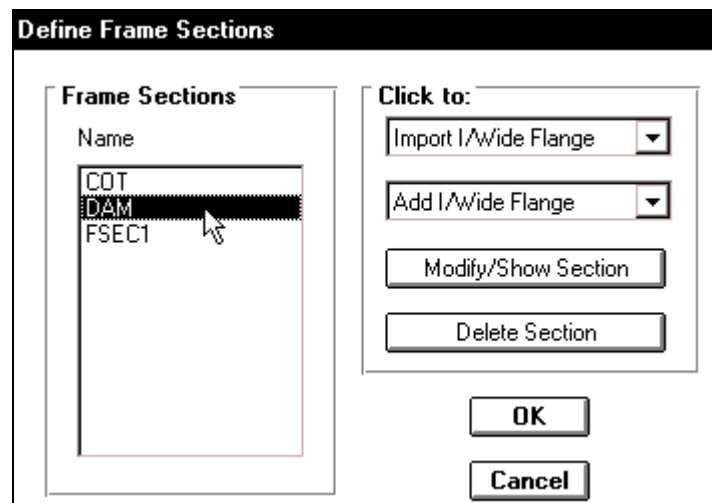 Define Frame Sections
Frame Sections
Name
COT
DAM
FSEC1
Click to:
Import I/Wide Flange
Add I/Wide Flange
Modify/Show Section
Delete Section
OK
Cancel